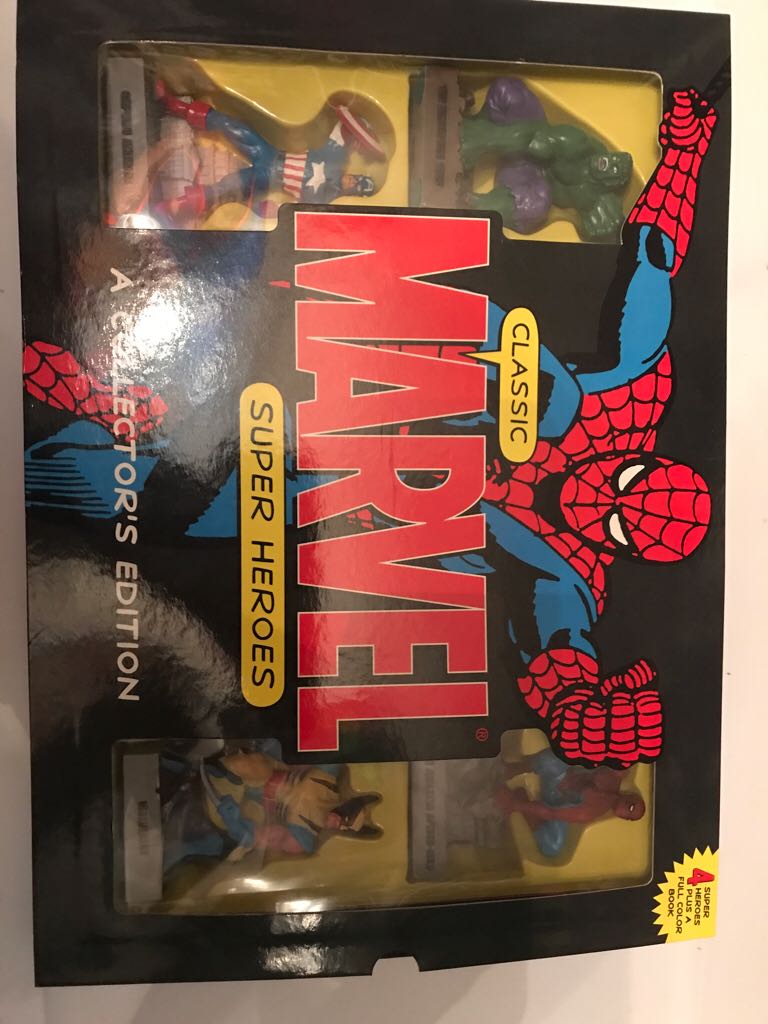 CLASSIC
MARVEL®
SUPER HEROES
A COLLECTOR'S EDITION
4 SUPER
HEROES
PLUS A
FULL COLOR
BOOK